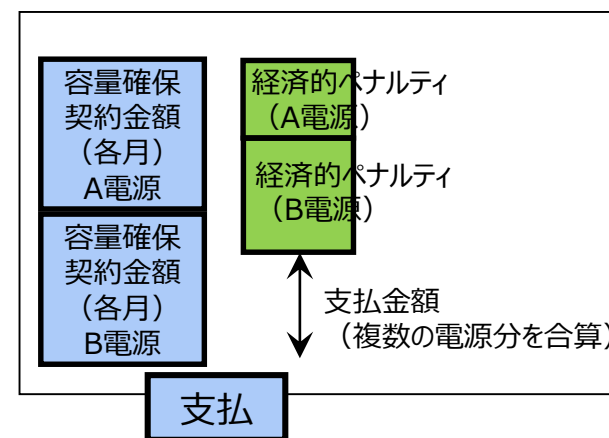 容量確保
契約金額
（各月）
A電源
容量確保
契約金額
（各月）
B電源
経済的ペナルティ
（A電源）
経済的ペナルティ
（B電源）
支払金額
（複数の電源分を合算）
支払